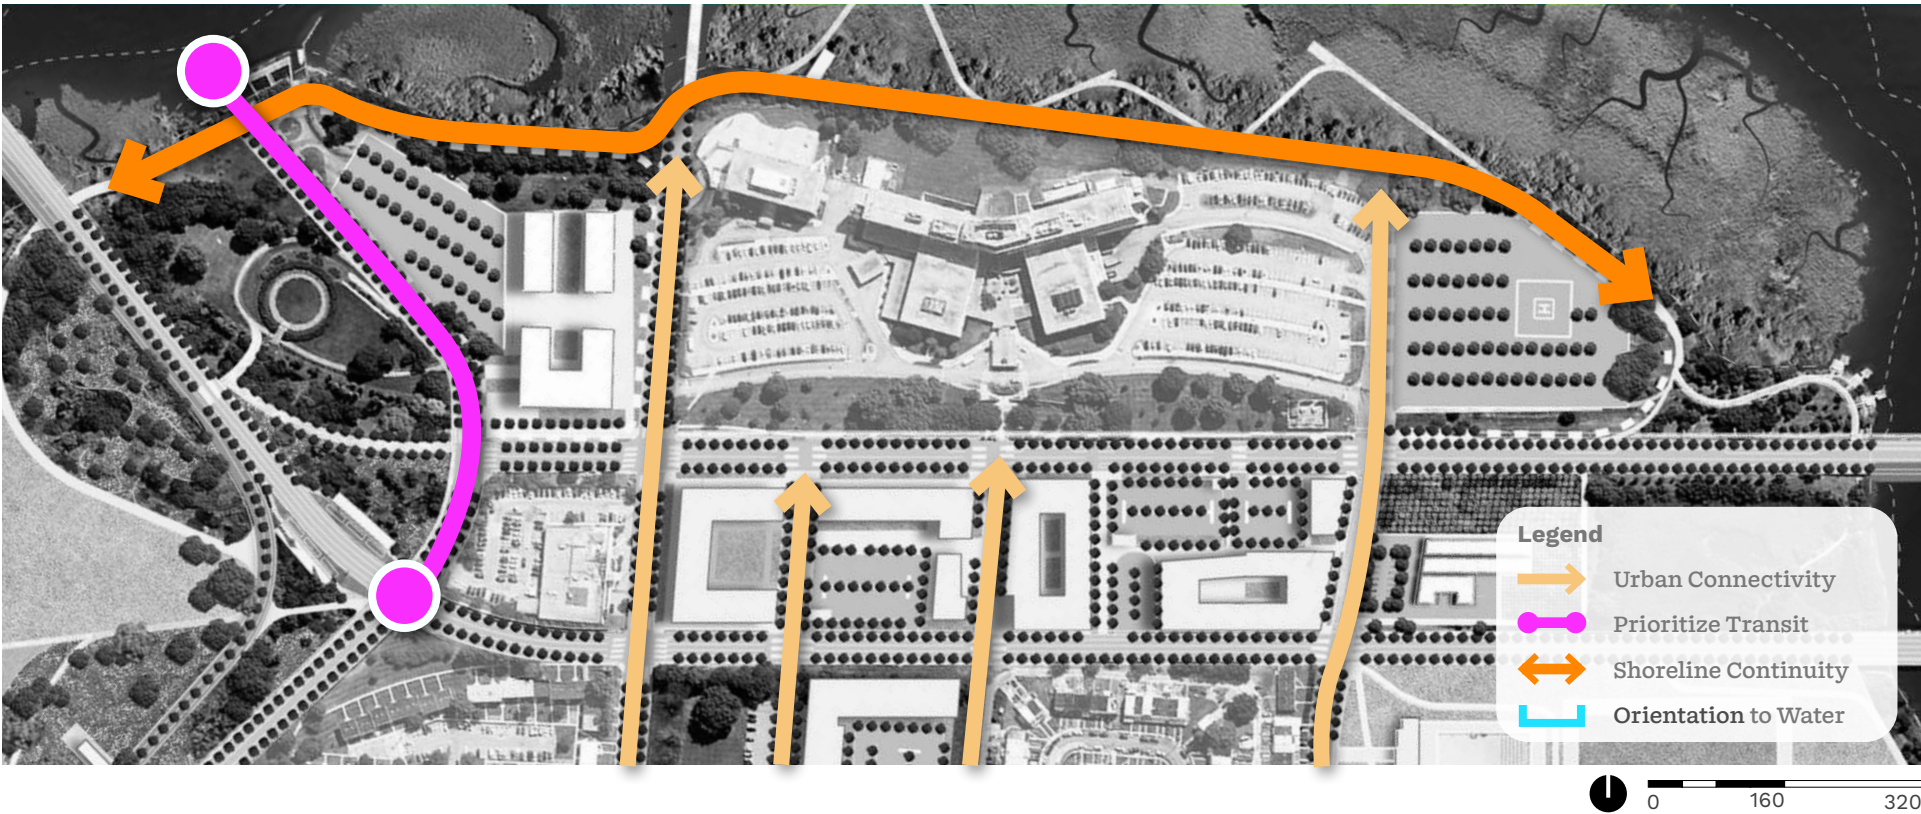 H
Legend
Urban Connectivity
Prioritize Transit
Shoreline Continuity
Orientation to Water
0 160 320